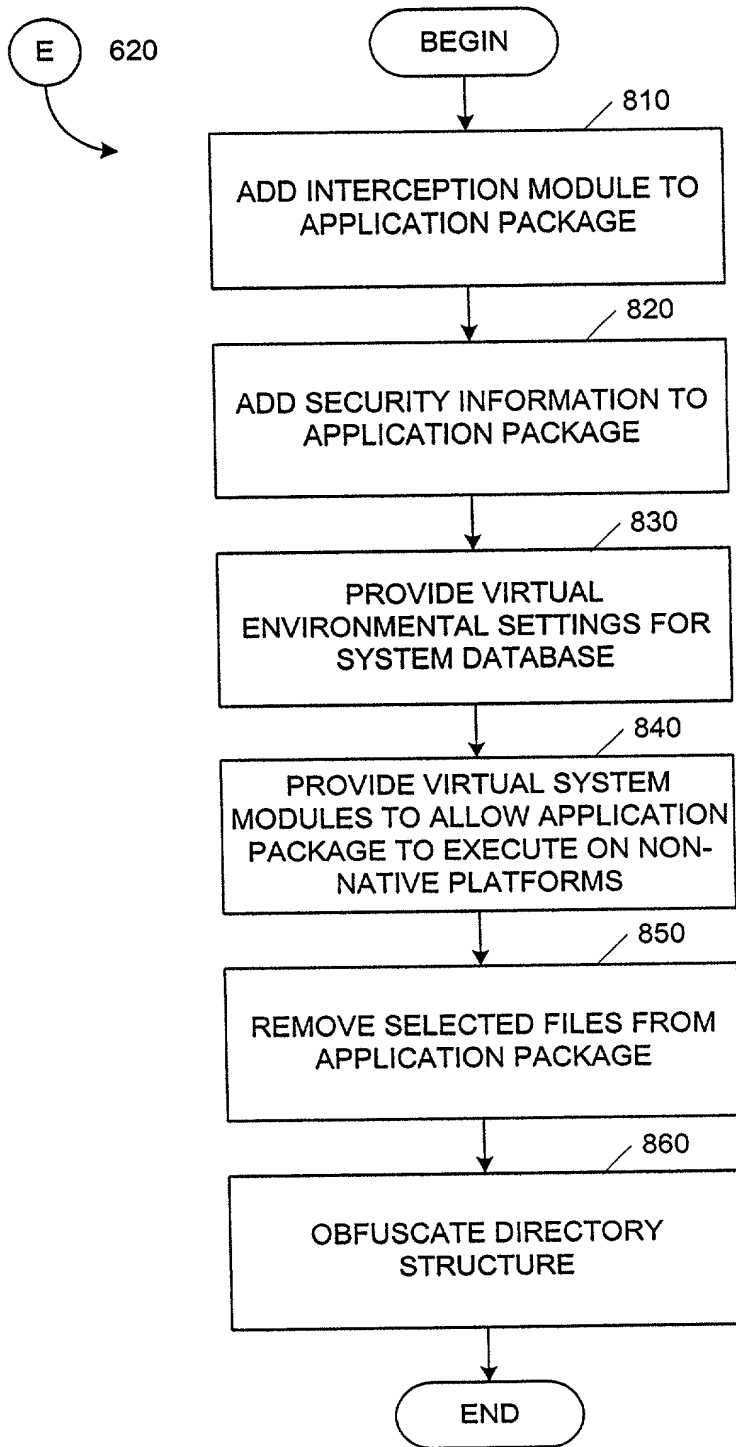 E 620
BEGIN
810
ADD INTERCEPTION MODULE TO
APPLICATION PACKAGE
820
ADD SECURITY INFORMATION TO
APPLICATION PACKAGE
830
PROVIDE VIRTUAL
ENVIRONMENTAL SETTINGS FOR
SYSTEM DATABASE
840
PROVIDE VIRTUAL SYSTEM
MODULES TO ALLOW APPLICATION
PACKAGE TO EXECUTE ON NON-
NATIVE PLATFORMS
850
REMOVE SELECTED FILES FROM
APPLICATION PACKAGE
860
OBFUSCATE DIRECTORY
STRUCTURE
END